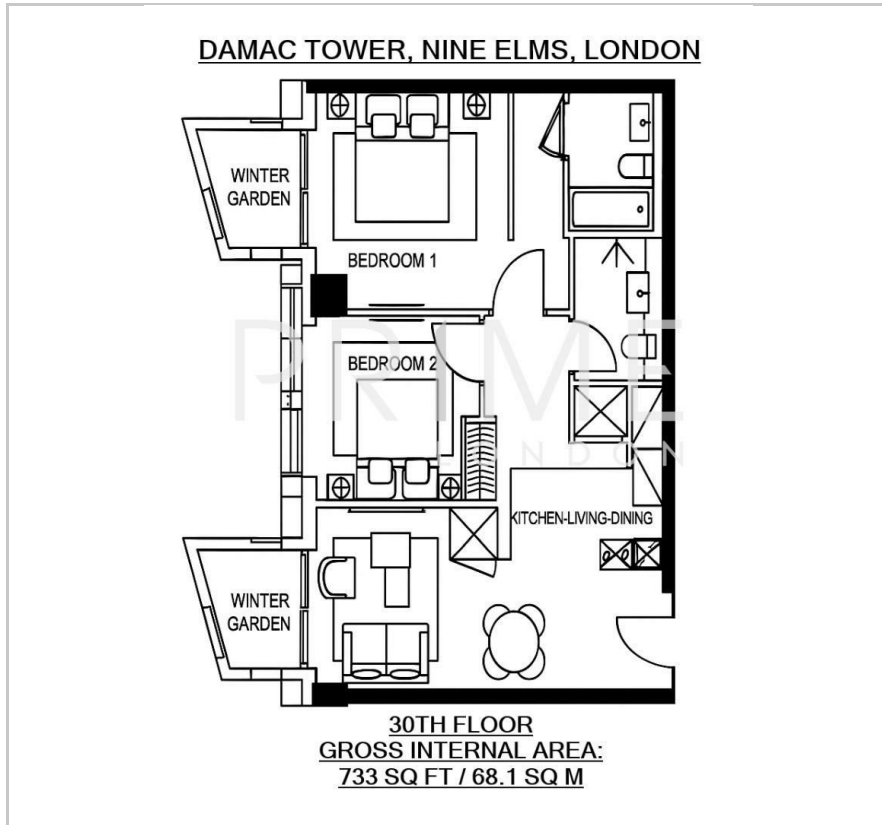 DAMAC TOWER, NINE ELMS, LONDON
WINTER
GARDEN
BEDROOM 1
PRIME
BEDROOM 2
LONDON
KITCHEN-LIVING-DINING
WINTER
GARDEN
30TH FLOOR
GROSS INTERNAL AREA:
733 SQ FT / 68.1 SQ M